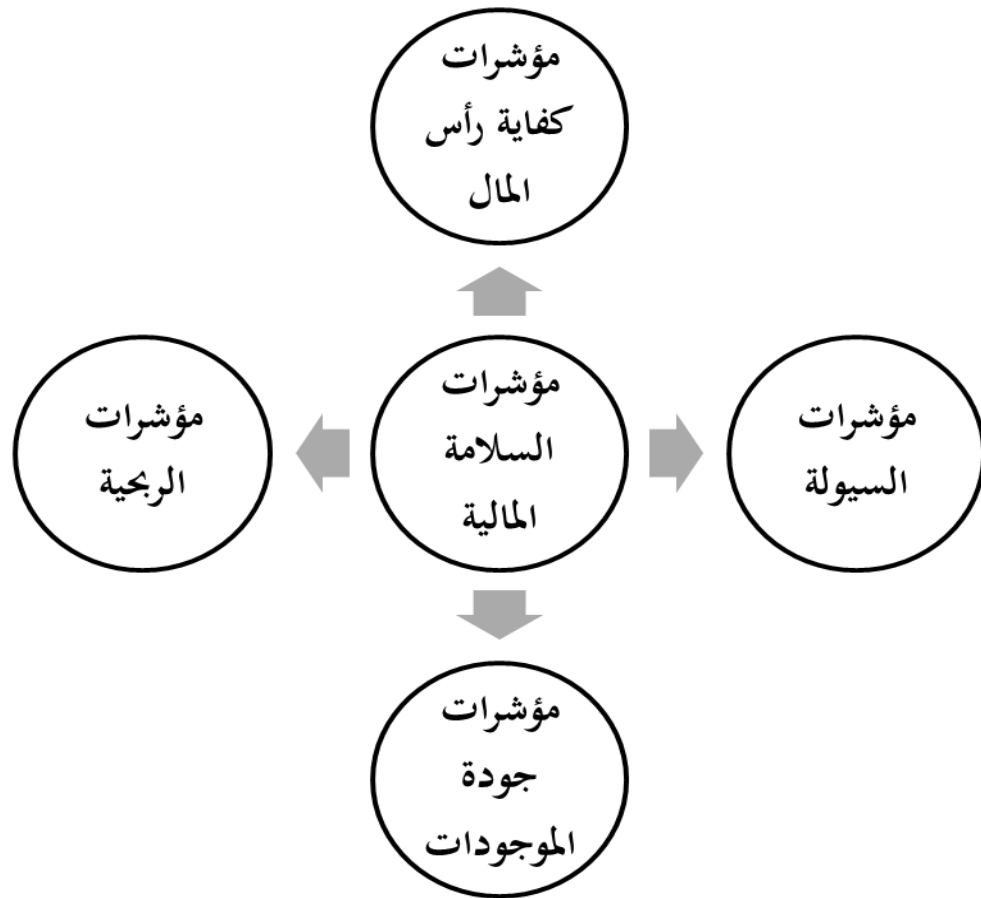 مؤشرات
كفاية رأس
المال
مؤشرات
السيولة
مؤشرات
السلامة
المالية
مؤشرات
الربحية
مؤشرات
جودة
الموجودات